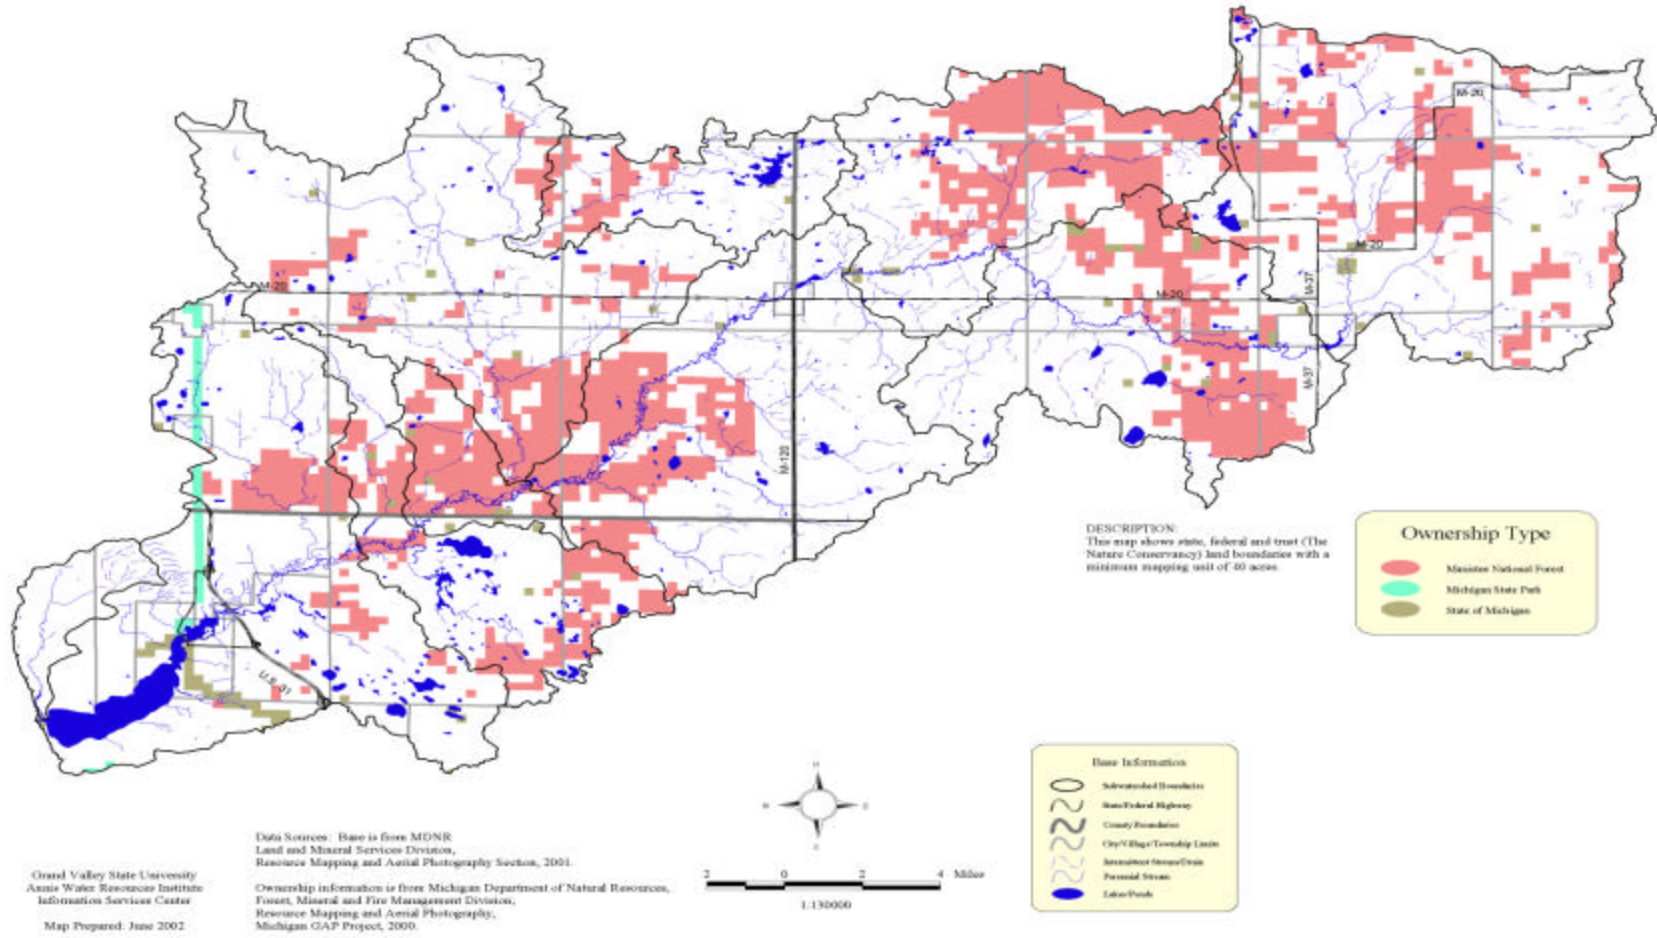 M-20
M-20
M-37
M-20
M-20
M-37
M-120
U.S. 31
DESCRIPTION:
This map shows state, federal and trust (The
Nature Conservancy) land boundaries with a
minimum mapping unit of 40 acres.
Ownership Type
Manistee National Forest
Michigan State Park
State of Michigan
Base Information
Subwatershed Boundaries
State/Federal Highway
County Boundaries
City/Village/Township Limits
Intermittent Stream/Drain
Perennial Stream
Lakes/Ponds
N
W
E
S
2 0 2 4 Miles
1:130000
Data Sources: Base is from MDNR
Land and Mineral Services Division,
Resource Mapping and Aerial Photography Section, 2001.
Ownership information is from Michigan Department of Natural Resources,
Forest, Mineral and Fire Management Division,
Resource Mapping and Aerial Photography,
Michigan GAP Project, 2000.
Grand Valley State University
Annis Water Resources Institute
Information Services Center
Map Prepared: June 2002